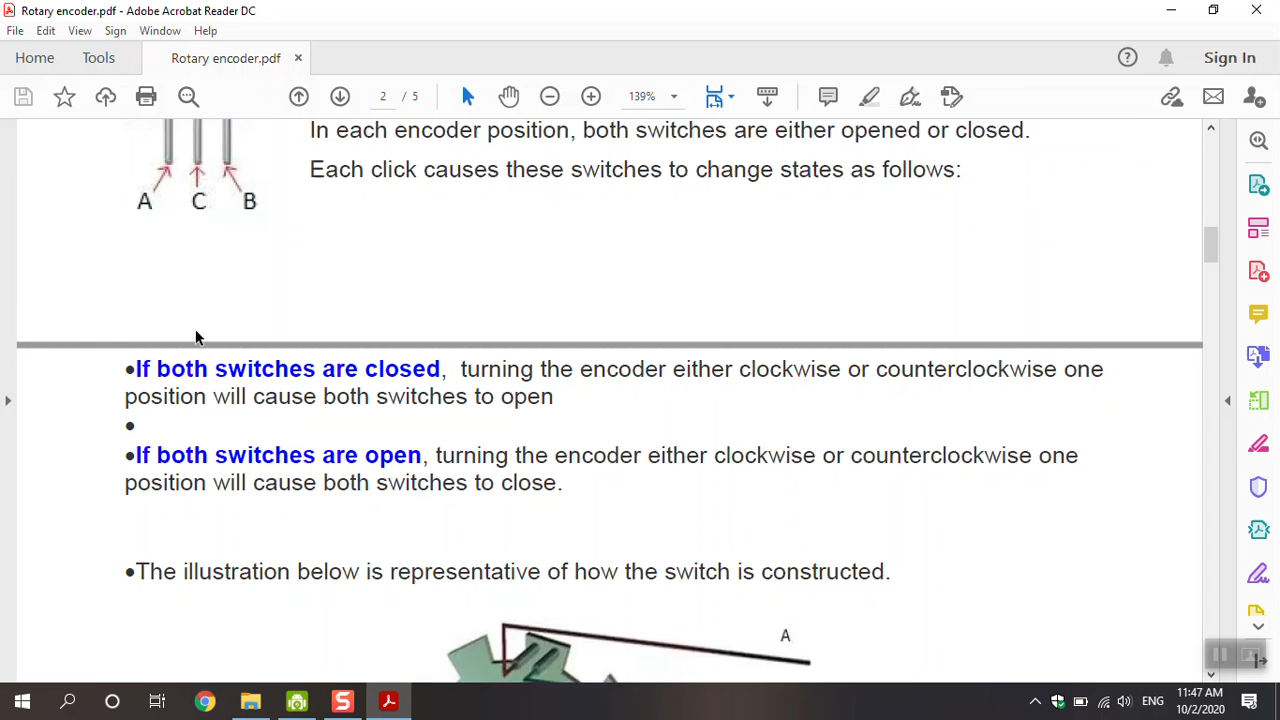 Rotary encoder.pdf - Adobe Acrobat Reader DC
File Edit View Sign Window Help
Home Tools Rotary encoder.pdf × Sign In
2 / 5 139%
In each encoder position, both switches are either opened or closed.
Each click causes these switches to change states as follows:
A C B
•If both switches are closed, turning the encoder either clockwise or counterclockwise one
position will cause both switches to open
•
•If both switches are open, turning the encoder either clockwise or counterclockwise one
position will cause both switches to close.
•The illustration below is representative of how the switch is constructed.
A
ENG
11:47 AM
10/2/2020